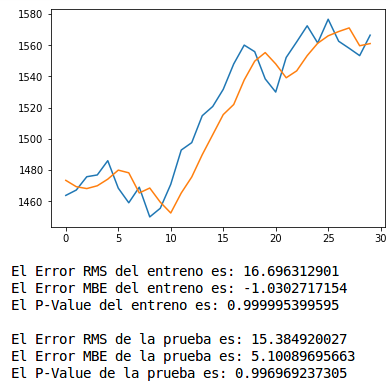 1580
1560
1540
1520
1500
1480
1460
0 5 10 15 20 25 30
El Error RMS del entreno es: 16.696312901
El Error MBE del entreno es: -1.0302717154
El P-Value del entreno es: 0.999995399595
El Error RMS de la prueba es: 15.384920027
El Error MBE de la prueba es: 5.10089695663
El P-Value de la prueba es: 0.996969237305